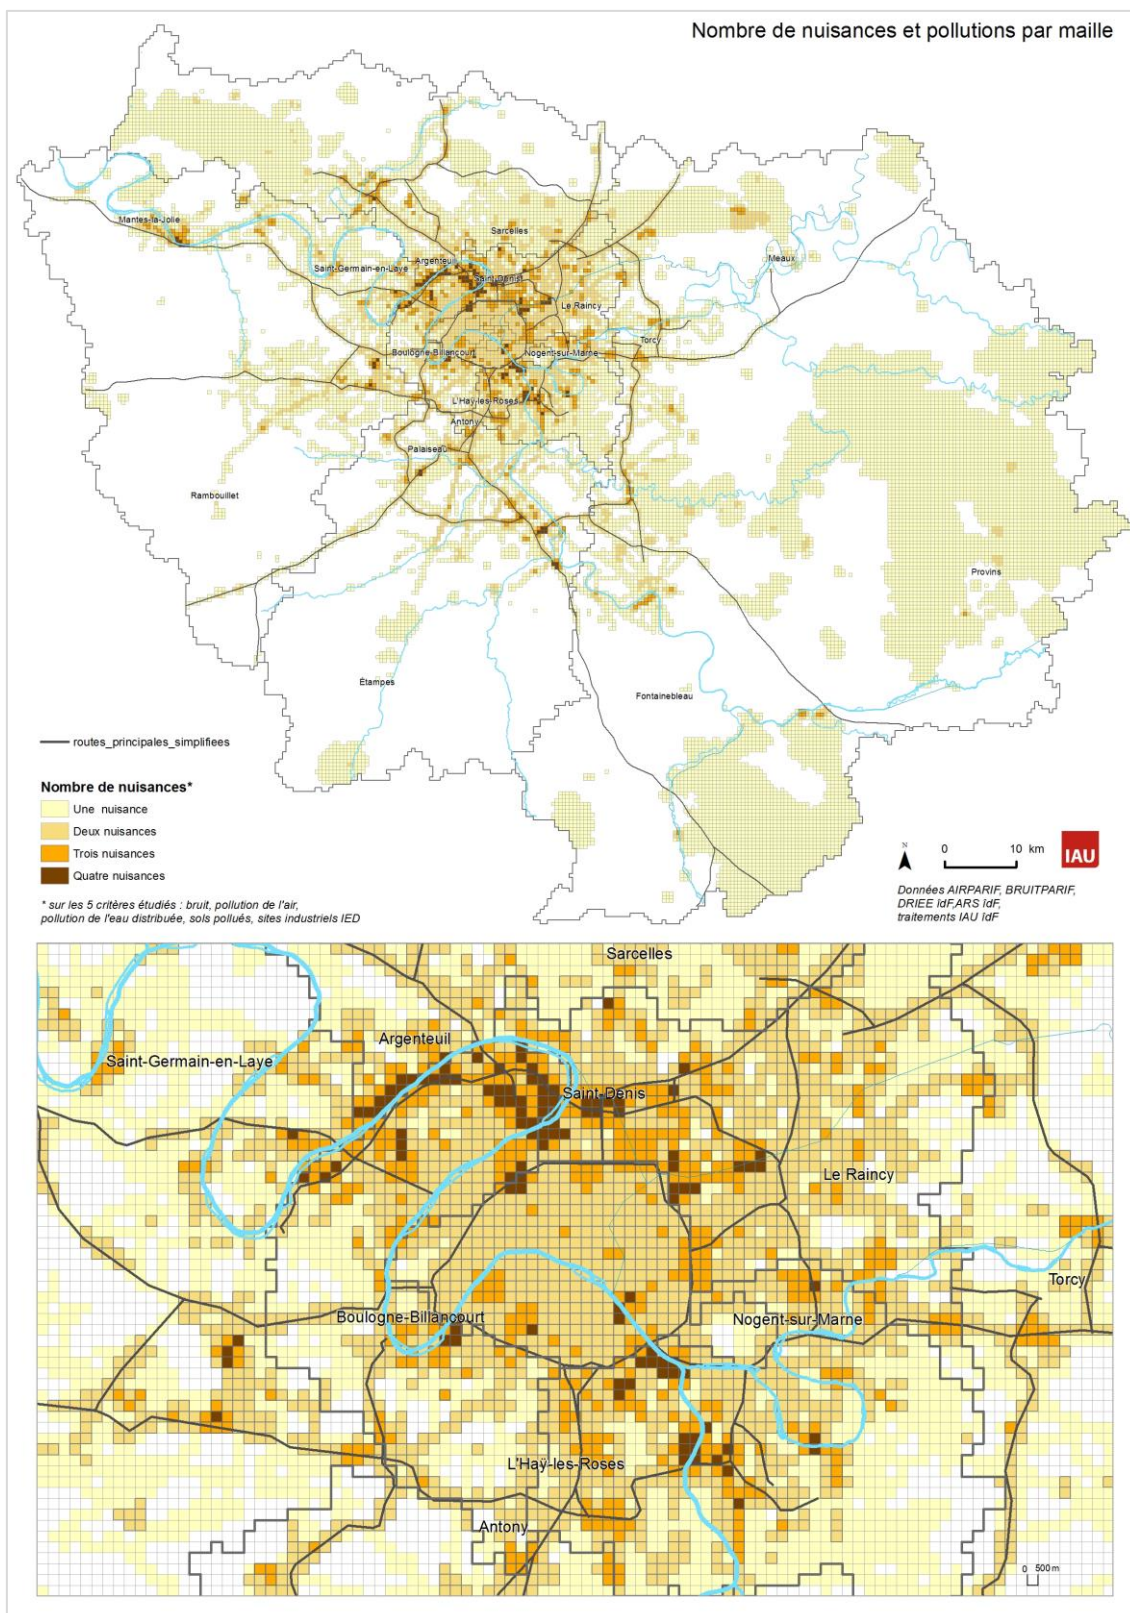 Nombre de nuisances et pollutions par maille
Mantes-la-Jolie
Sarcelles
Argenteuil
Saint-Germain-en-Laye
Saint-Denis
Meaux
Le Raincy
Torcy
Boulogne-Billancourt
Nogent-sur-Marne
L'Haÿ-les-Roses
Antony
Palaiseau
Rambouillet
Provins
Étampes
Fontainebleau
routes_principales_simplifiees
Nombre de nuisances*
Une nuisance
Deux nuisances
Trois nuisances
Quatre nuisances
* sur les 5 critères étudiés : bruit, pollution de l'air,
pollution de l'eau distribuée, sols pollués, sites industriels IED
N
0 10 km
IAU
Données AIRPARIF, BRUITPARIF,
DRIEE IdF,ARS IdF,
traitements IAU IdF
Sarcelles
Argenteuil
Saint-Germain-en-Laye
Saint-Denis
Le Raincy
Torcy
Boulogne-Billancourt
Nogent-sur-Marne
L'Haÿ-les-Roses
Antony
0 500 m